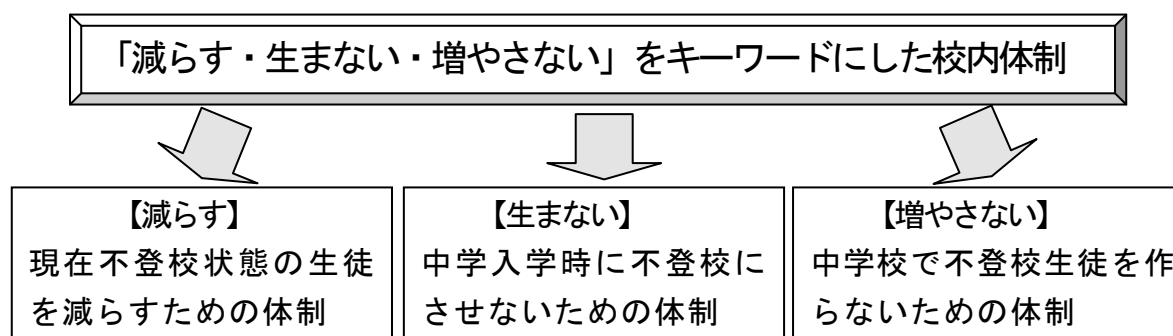 「減らす・生まない・増やさない」をキーワードにした校内体制
【減らす】
現在不登校状態の生徒
を減らすための体制
【生まない】
中学入学時に不登校に
させないための体制
【増やさない】
中学校で不登校生徒を作
らないための体制